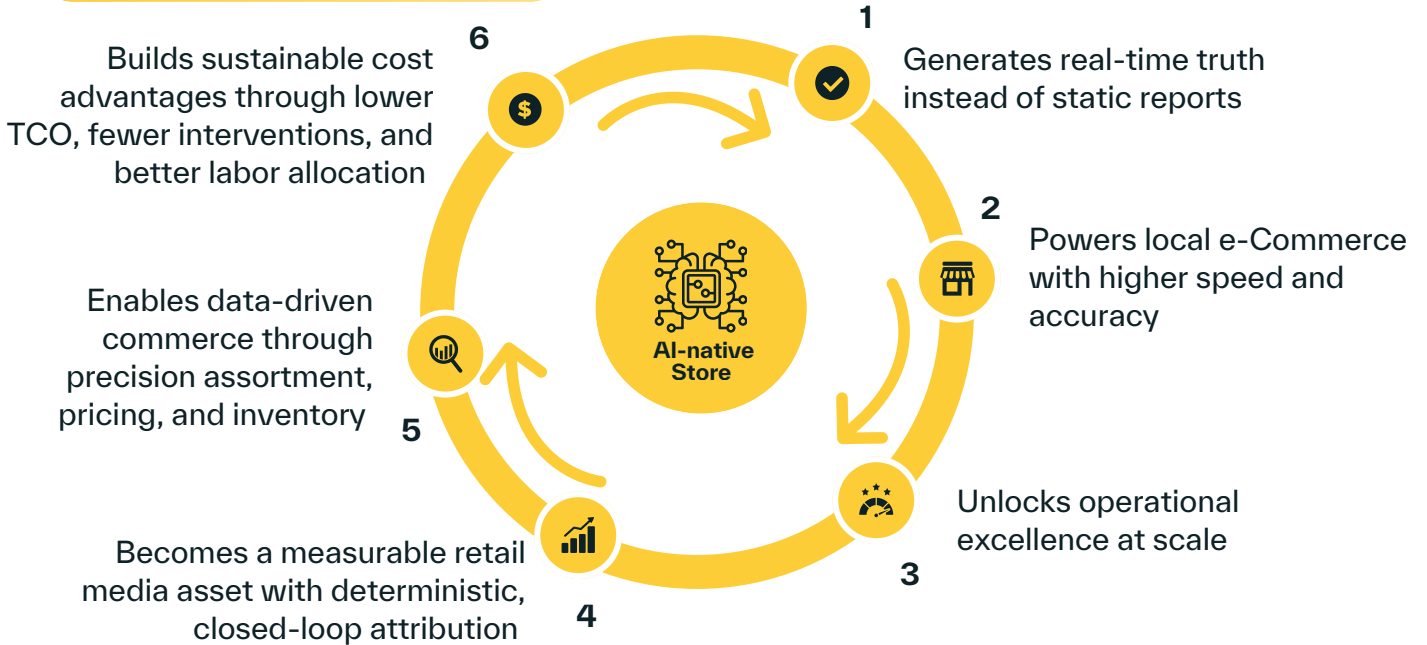 1
Generates real-time truth
instead of static reports
2
Powers local e-Commerce
with higher speed and
accuracy
3
Unlocks operational
excellence at scale
4
Becomes a measurable retail
media asset with deterministic,
closed-loop attribution
5
Enables data-driven
commerce through
precision assortment,
pricing, and inventory
6
Builds sustainable cost
advantages through lower
TCO, fewer interventions, and
better labor allocation
$
AI-native
Store